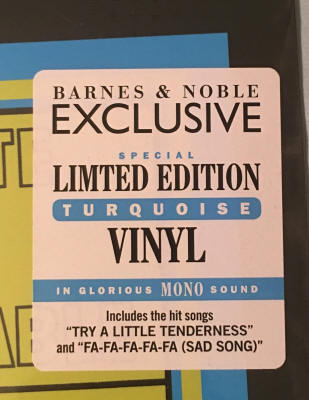 BARNES & NOBLE
EXCLUSIVE
SPECIAL
LIMTED EDITION
TURQUOISE
VINYL
IN GLORIOUS MONO SOUND
Includes the hit songs
“TRY A LITTLE TENDERNESS”
and “FA-FA-FA-FA-FA (SAD SONG)”